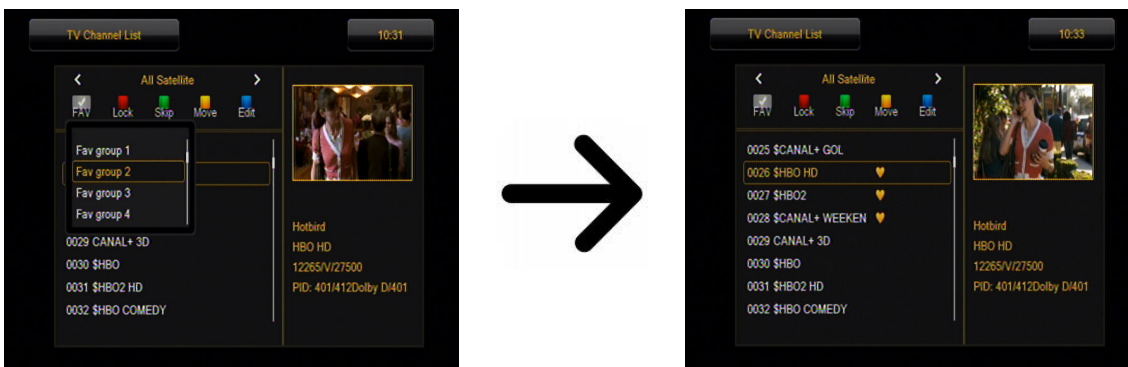 TV Channel List
10:31
All Satellite
FAV Lock Skip Move Edit
Fav group 1
Fav group 2
Fav group 3
Fav group 4
0029 CANAL+ 3D
0030 $HBO
0031 $HBO2 HD
0032 $HBO COMEDY
Hotbird
HBO HD
12265/V/27500
PID: 401/412Dolby D/401
TV Channel List
10:33
All Satellite
FAV Lock Skip Move Edit
0025 $CANAL+ GOL
0026 $HBO HD
0027 $HBO2
0028 $CANAL+ WEEKEN
0029 CANAL+ 3D
0030 $HBO
0031 $HBO2 HD
0032 $HBO COMEDY
Hotbird
HBO HD
12265/V/27500
PID: 401/412Dolby D/401